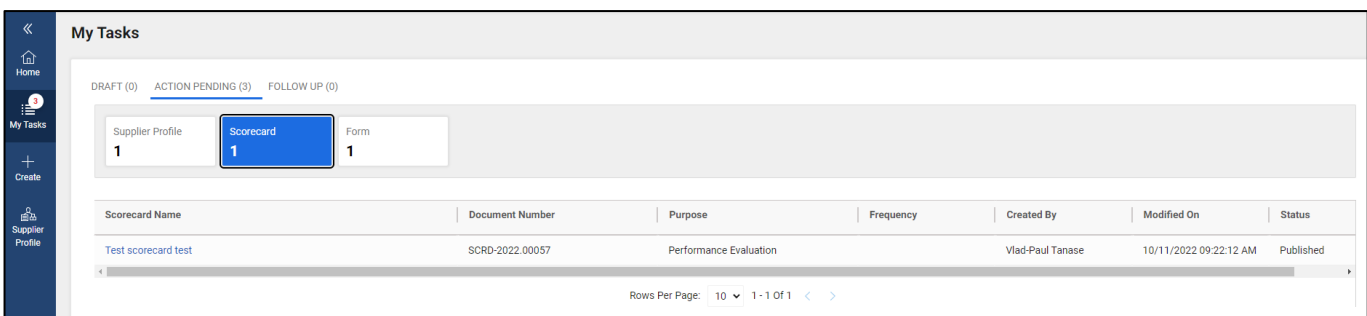 «
Home
3
My Tasks
Create
Supplier
Profile
My Tasks
DRAFT (0) ACTION PENDING (3) FOLLOW UP (0)
Supplier Profile Scorecard Form
1 1 1
Scorecard Name Document Number Purpose Frequency Created By Modified On Status
Test scorecard test SCRD-2022.00057 Performance Evaluation Vlad-Paul Tanase 10/11/2022 09:22:12 AM Published
Rows Per Page: 10 1 - 1 Of 1 < >